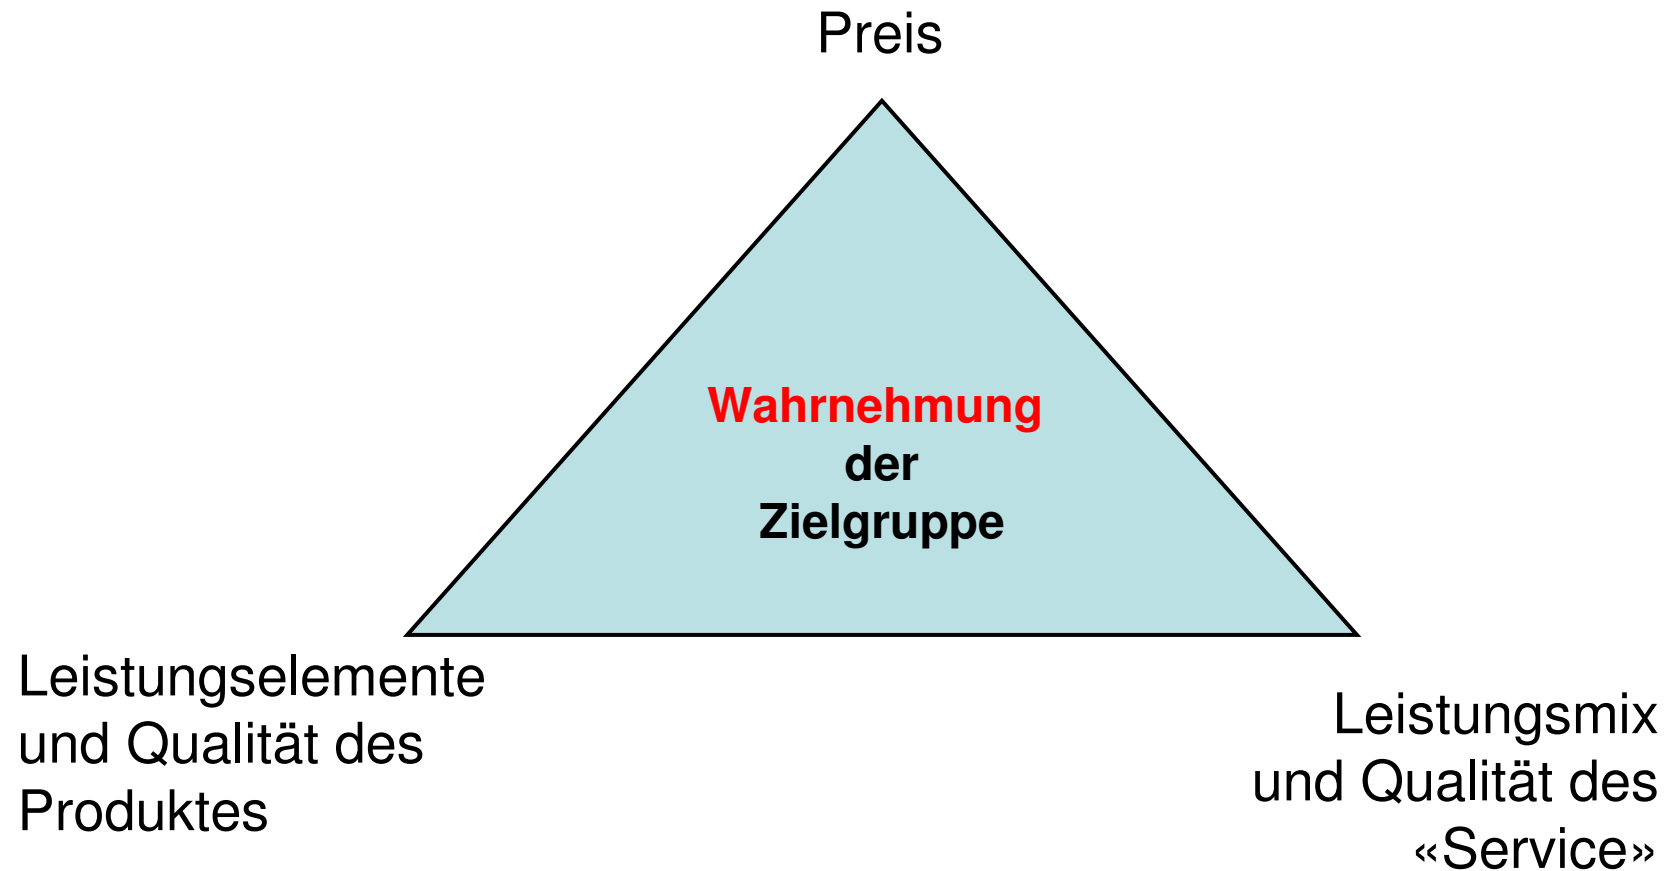 Preis
Wahrnehmung
der
Zielgruppe
Leistungselemente
und Qualität des
Produktes
Leistungsmix
und Qualität des
«Service»